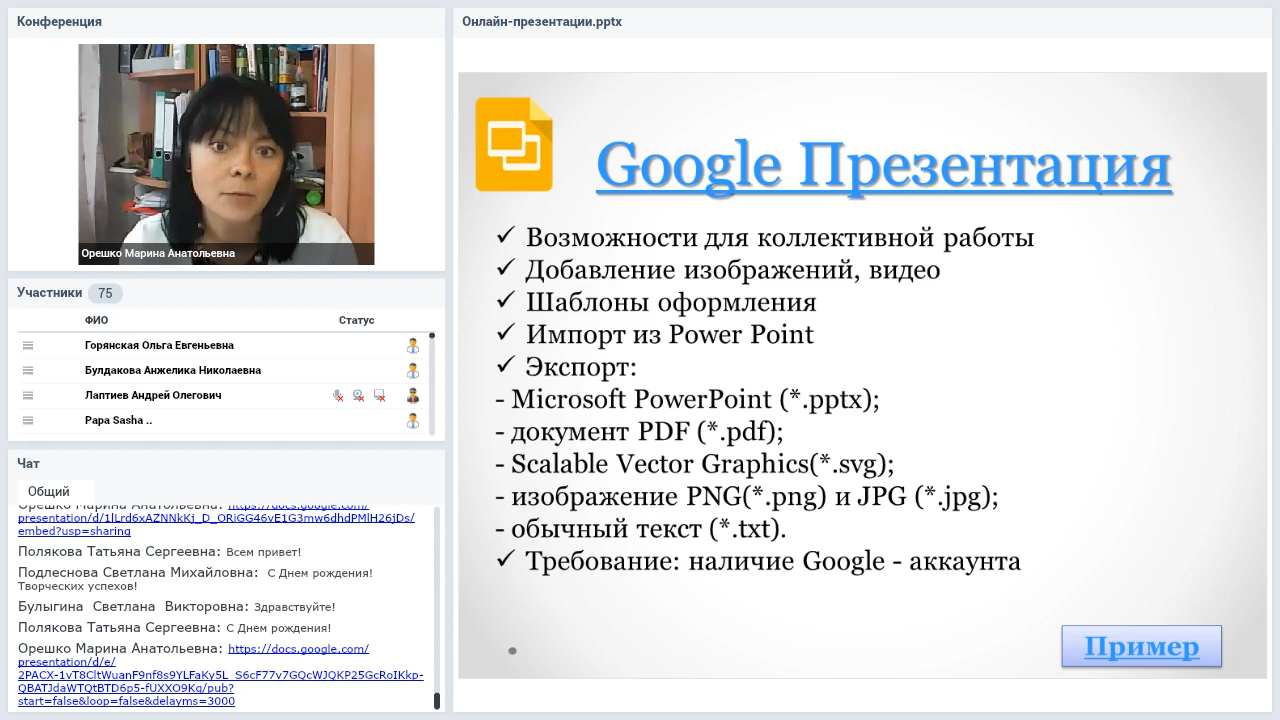 Конференция
Орешко Марина Анатольевна
Участники 75
ФИО Статус
Горянская Ольга Евгеньевна
Булдакова Анжелика Николаевна
Лаптиев Андрей Олегович
Papa Sasha ..
Чат
Общий
Орешко Марина Анатольевна: https://docs.google.com/
presentation/d/1lLrd6xAZNNkKj_D_ORiGG46vE1G3mw6dhdPMlH26jDs/
embed?usp=sharing
Полякова Татьяна Сергеевна: Всем привет!
Подлеснова Светлана Михайловна: С Днем рождения!
Творческих успехов!
Булыгина Светлана Викторовна: Здравствуйте!
Полякова Татьяна Сергеевна: С Днем рождения!
Орешко Марина Анатольевна: https://docs.google.com/
presentation/d/e/
2PACX-1vT8CltWuanF9nf8s9YLFaKy5L_S6cF77v7GQcWJQKP25GcRoIKkp-
QBATJdaWTQtBTD6p5-fUXXO9Kq/pub?
start=false&loop=false&delayms=3000
Онлайн-презентации.pptx
Google Презентация
✓ Возможности для коллективной работы
✓ Добавление изображений, видео
✓ Шаблоны оформления
✓ Импорт из Power Point
✓ Экспорт:
- Microsoft PowerPoint (*.pptx);
- документ PDF (*.pdf);
- Scalable Vector Graphics(*.svg);
- изображение PNG(*.png) и JPG (*.jpg);
- обычный текст (*.txt).
✓ Требование: наличие Google - аккаунта
Пример